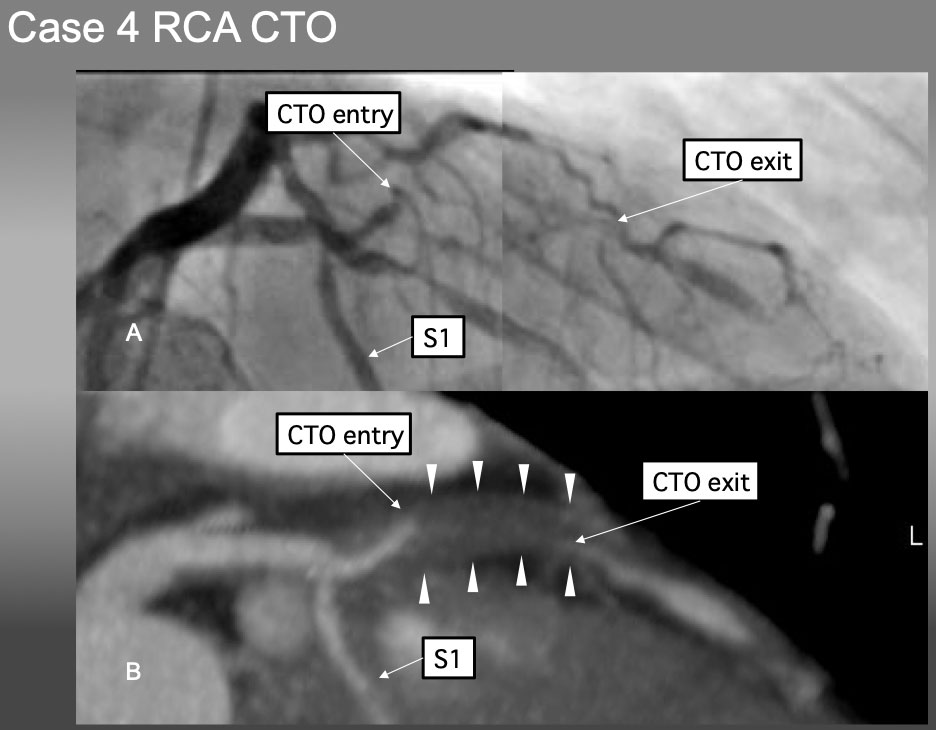 Case 4 RCA CTO
CTO entry
CTO exit
S1
A
CTO entry
CTO exit
L
S1
B